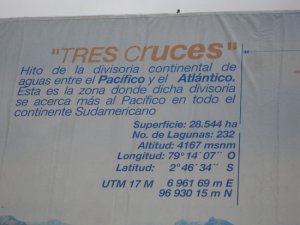 "TRES Cruces"
Hito de la divisoria continental de
aguas entre el Pacífico y el Atlántico.
Esta es la zona donde dicha divisoria
se acerca más al Pacífico en todo el
continente Sudamericano
Superficie: 28.544 ha
No. de Lagunas: 232
Altitud: 4167 msnm
Longitud: 79° 14´ 07¨ O
Latitud: 2° 46´ 34¨ S
UTM 17 M 6 961 69 m E
96 930 15 m N